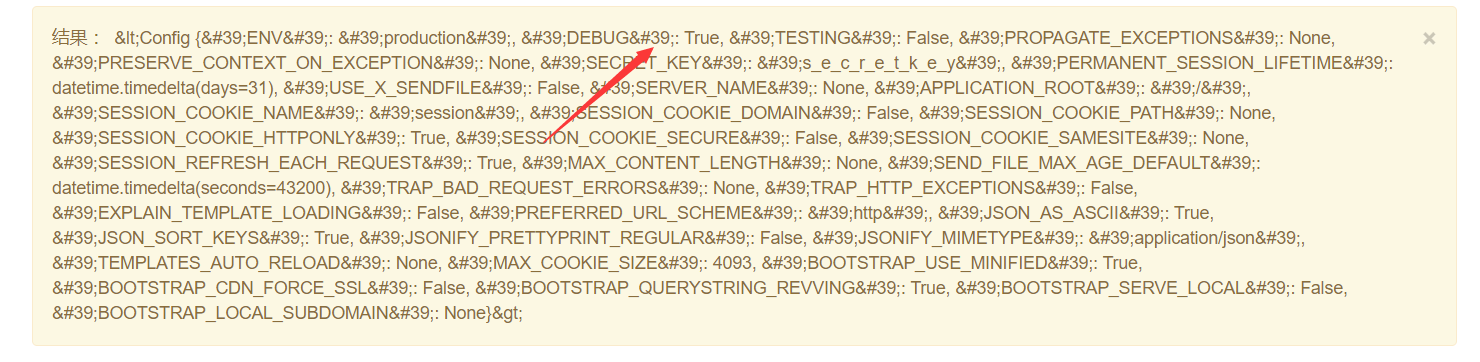 结果： &lt;Config {&#39;ENV&#39;: &#39;production&#39;, &#39;DEBUG&#39;: True, &#39;TESTING&#39;: False, &#39;PROPAGATE_EXCEPTIONS&#39;: None, ×
&#39;PRESERVE_CONTEXT_ON_EXCEPTION&#39;: None, &#39;SECRET_KEY&#39;: &#39;s_e_c_r_e_t_k_e_y&#39;, &#39;PERMANENT_SESSION_LIFETIME&#39;:
datetime.timedelta(days=31), &#39;USE_X_SENDFILE&#39;: False, &#39;SERVER_NAME&#39;: None, &#39;APPLICATION_ROOT&#39;: &#39;/&#39;,
&#39;SESSION_COOKIE_NAME&#39;: &#39;session&#39;, &#39;SESSION_COOKIE_DOMAIN&#39;: False, &#39;SESSION_COOKIE_PATH&#39;: None,
&#39;SESSION_COOKIE_HTTPONLY&#39;: True, &#39;SESSION_COOKIE_SECURE&#39;: False, &#39;SESSION_COOKIE_SAMESITE&#39;: None,
&#39;SESSION_REFRESH_EACH_REQUEST&#39;: True, &#39;MAX_CONTENT_LENGTH&#39;: None, &#39;SEND_FILE_MAX_AGE_DEFAULT&#39;:
datetime.timedelta(seconds=43200), &#39;TRAP_BAD_REQUEST_ERRORS&#39;: None, &#39;TRAP_HTTP_EXCEPTIONS&#39;: False,
&#39;EXPLAIN_TEMPLATE_LOADING&#39;: False, &#39;PREFERRED_URL_SCHEME&#39;: &#39;http&#39;, &#39;JSON_AS_ASCII&#39;: True,
&#39;JSON_SORT_KEYS&#39;: True, &#39;JSONIFY_PRETTYPRINT_REGULAR&#39;: False, &#39;JSONIFY_MIMETYPE&#39;: &#39;application/json&#39;,
&#39;TEMPLATES_AUTO_RELOAD&#39;: None, &#39;MAX_COOKIE_SIZE&#39;: 4093, &#39;BOOTSTRAP_USE_MINIFIED&#39;: True,
&#39;BOOTSTRAP_CDN_FORCE_SSL&#39;: False, &#39;BOOTSTRAP_QUERYSTRING_REVVING&#39;: True, &#39;BOOTSTRAP_SERVE_LOCAL&#39;: False,
&#39;BOOTSTRAP_LOCAL_SUBDOMAIN&#39;: None}&gt;